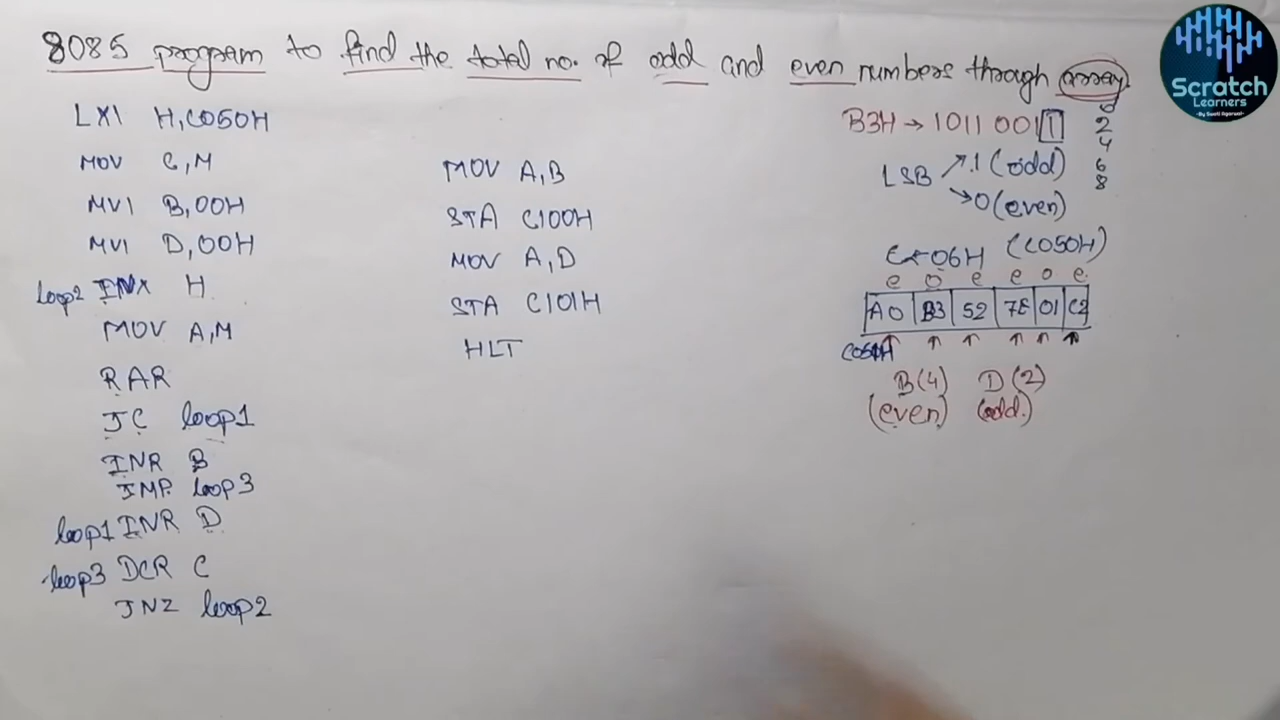 8085 program to find the total no. of odd and even numbers through array.
Scratch
Learners
-By Swati Agarwal
LXI H,C050H
MOV C,M
MVI B,00H
MVI D,00H
loop2 INX H
MOV A,M
RAR
JC loop1
INR B
JMP loop3
loop1 INR D
loop3 DCR C
JNZ loop2
MOV A,B
STA C100H
MOV A,D
STA C101H
HLT
B3H → 1011 0011
LSB ↗ 1 (odd)
↘ 0 (even)
C ← 06H (C050H)
e o e e o e
A0 B3 52 7E 01 C2
B(4) D(2)
(even) (odd)
0
2
4
6
8